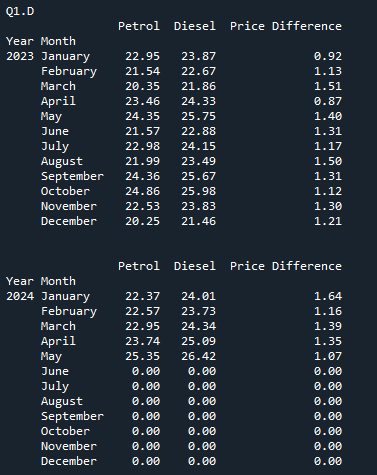 Q1.D
Petrol Diesel Price Difference
Year Month
2023 January 22.95 23.87 0.92
February 21.54 22.67 1.13
March 20.35 21.86 1.51
April 23.46 24.33 0.87
May 24.35 25.75 1.40
June 21.57 22.88 1.31
July 22.98 24.15 1.17
August 21.99 23.49 1.50
September 24.36 25.67 1.31
October 24.86 25.98 1.12
November 22.53 23.83 1.30
December 20.25 21.46 1.21
Petrol Diesel Price Difference
Year Month
2024 January 22.37 24.01 1.64
February 22.57 23.73 1.16
March 22.95 24.34 1.39
April 23.74 25.09 1.35
May 25.35 26.42 1.07
June 0.00 0.00 0.00
July 0.00 0.00 0.00
August 0.00 0.00 0.00
September 0.00 0.00 0.00
October 0.00 0.00 0.00
November 0.00 0.00 0.00
December 0.00 0.00 0.00